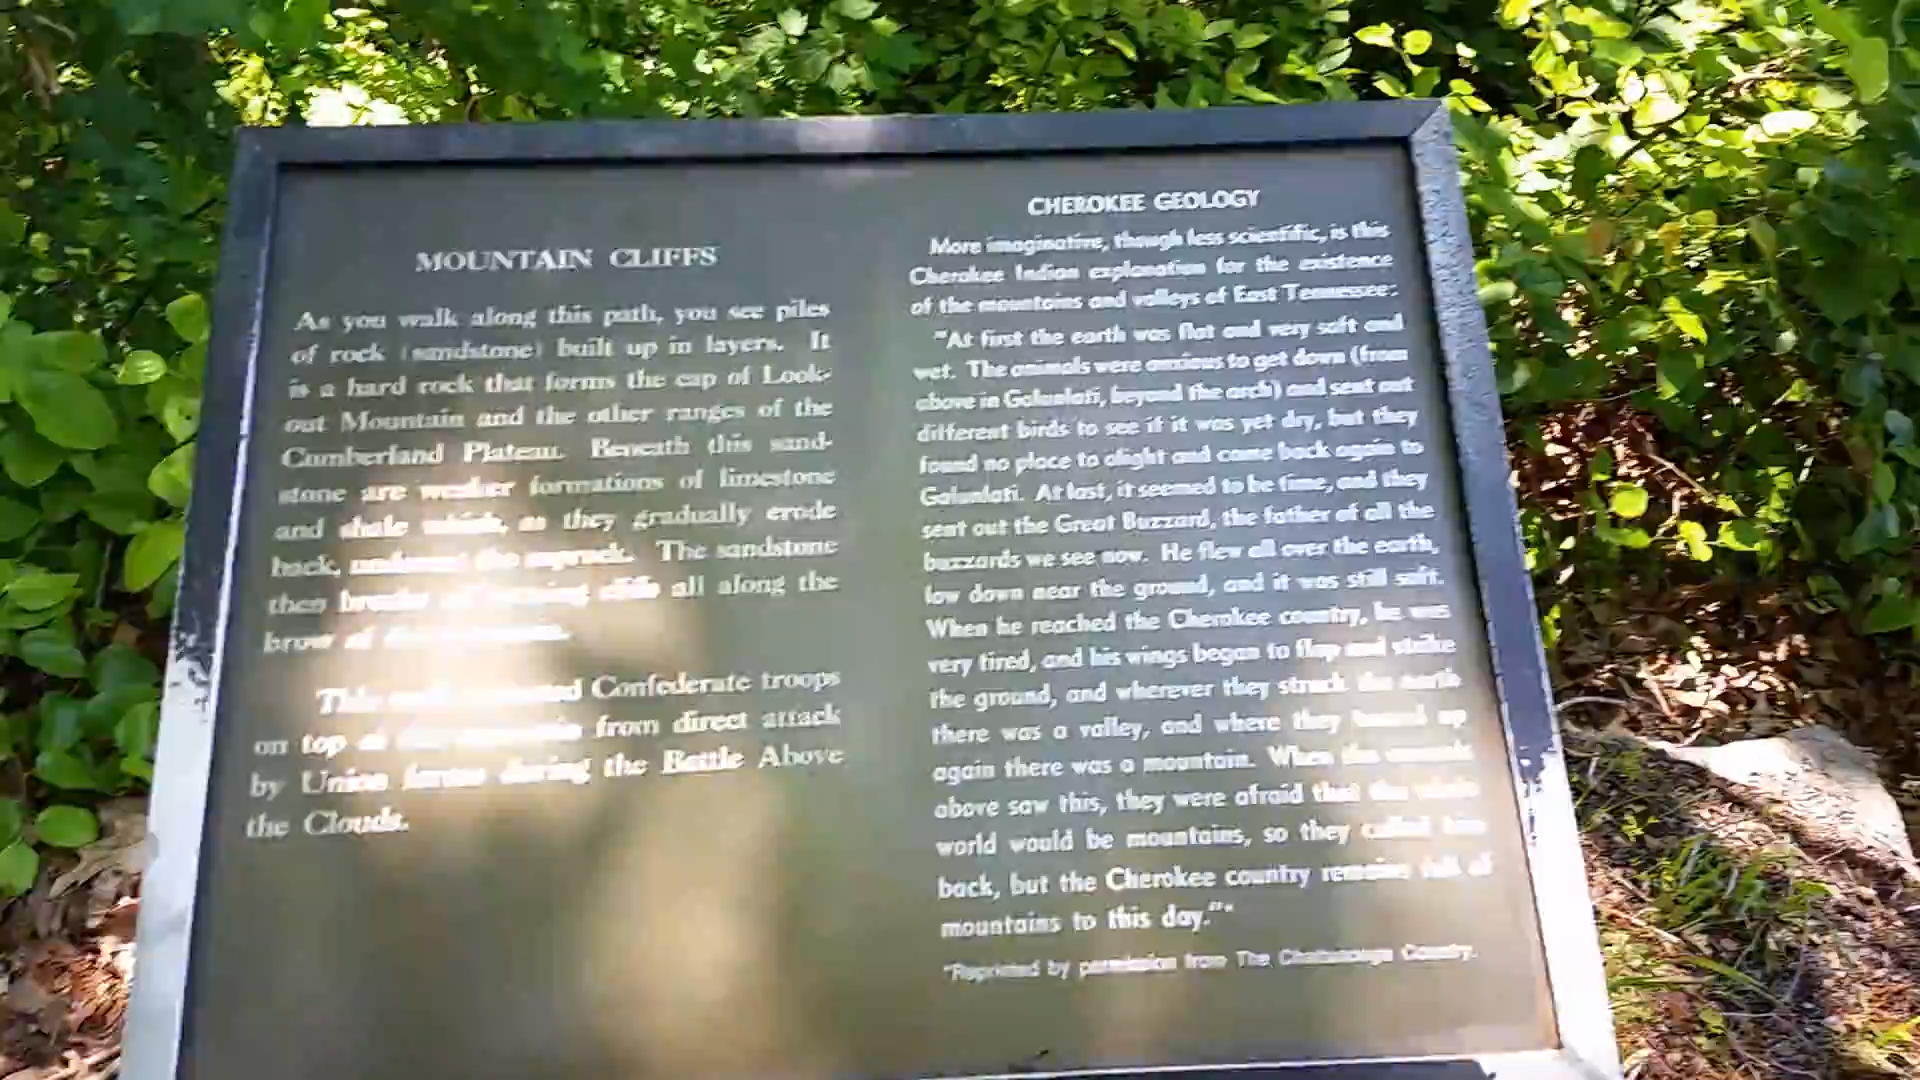 MOUNTAIN CLIFFS
As you walk along this path, you see piles
of rock (sandstone) built up in layers. It
is a hard rock that forms the cap of Look-
out Mountain and the other ranges of the
Cumberland Plateau. Beneath this sand-
stone are weaker formations of limestone
and shale which, as they gradually erode
back, undercut the caprock. The sandstone
then breaks off forming cliffs all along the
brow of the mountain.
This Confederate troops
on top of the mountain from direct attack
by Union forces during the Battle Above
the Clouds.
CHEROKEE GEOLOGY
More imaginative, though less scientific, is this
Cherokee Indian explanation for the existence
of the mountains and valleys of East Tennessee:
"At first the earth was flat and very soft and
wet. The animals were anxious to get down (from
above in Galunlati, beyond the arch) and sent out
different birds to see if it was yet dry, but they
found no place to alight and came back again to
Galunlati. At last, it seemed to be time, and they
sent out the Great Buzzard, the father of all the
buzzards we see now. He flew all over the earth,
low down near the ground, and it was still soft.
When he reached the Cherokee country, he was
very tired, and his wings began to flap and strike
the ground, and wherever they struck the earth
there was a valley, and where they turned up
again there was a mountain. When the animals
above saw this, they were afraid that the whole
world would be mountains, so they called him
back, but the Cherokee country remains full of
mountains to this day."*
*Reprinted by permission from The Chattanooga Country.